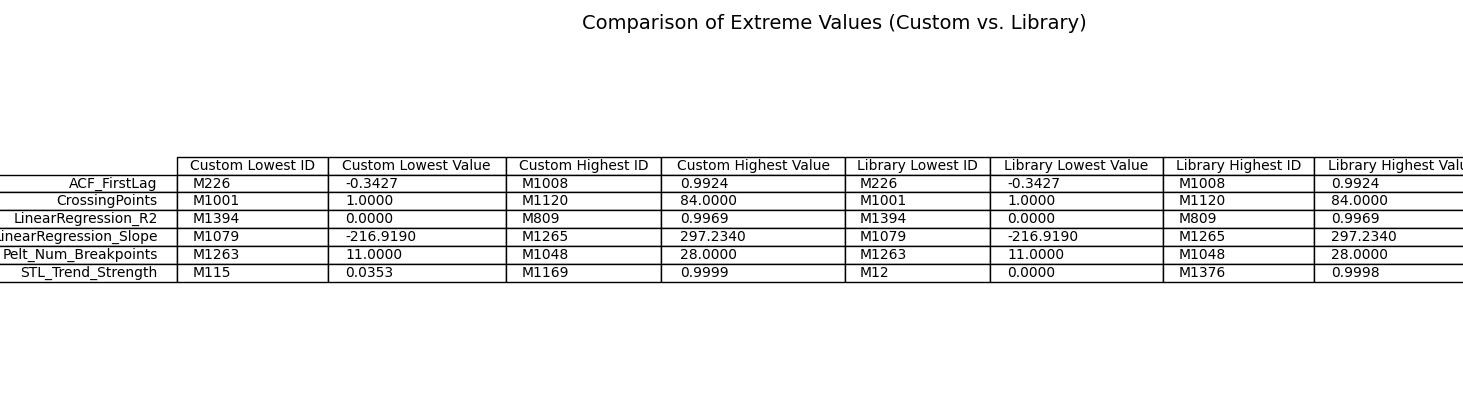 Comparison of Extreme Values (Custom vs. Library)
Custom Lowest ID Custom Lowest Value Custom Highest ID Custom Highest Value Library Lowest ID Library Lowest Value Library Highest ID Library Highest Valu
ACF_FirstLag M226 -0.3427 M1008 0.9924 M226 -0.3427 M1008 0.9924
CrossingPoints M1001 1.0000 M1120 84.0000 M1001 1.0000 M1120 84.0000
LinearRegression_R2 M1394 0.0000 M809 0.9969 M1394 0.0000 M809 0.9969
inearRegression_Slope M1079 -216.9190 M1265 297.2340 M1079 -216.9190 M1265 297.2340
Pelt_Num_Breakpoints M1263 11.0000 M1048 28.0000 M1263 11.0000 M1048 28.0000
STL_Trend_Strength M115 0.0353 M1169 0.9999 M12 0.0000 M1376 0.9998